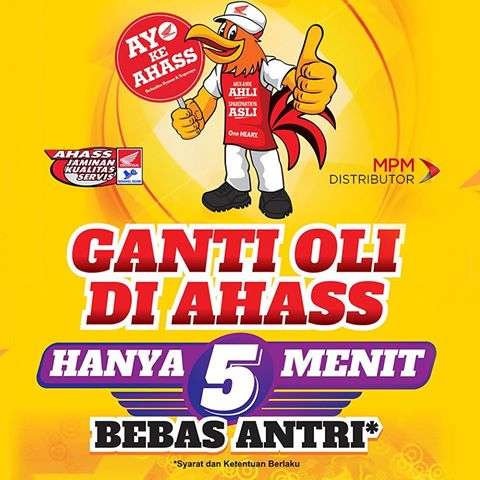 AYO
KE
AHASS
MEKANIK
AHLI
SPAREPARTNYA
ASLI
One HEART.
AHASS
JAMINAN
KUALITAS
SERVIS
HONDA
MPM
DISTRIBUTOR
GANTI OLI
DI AHASS
HANYA 5 MENIT
BEBAS ANTRI*
*Syarat dan Ketentuan Berlaku